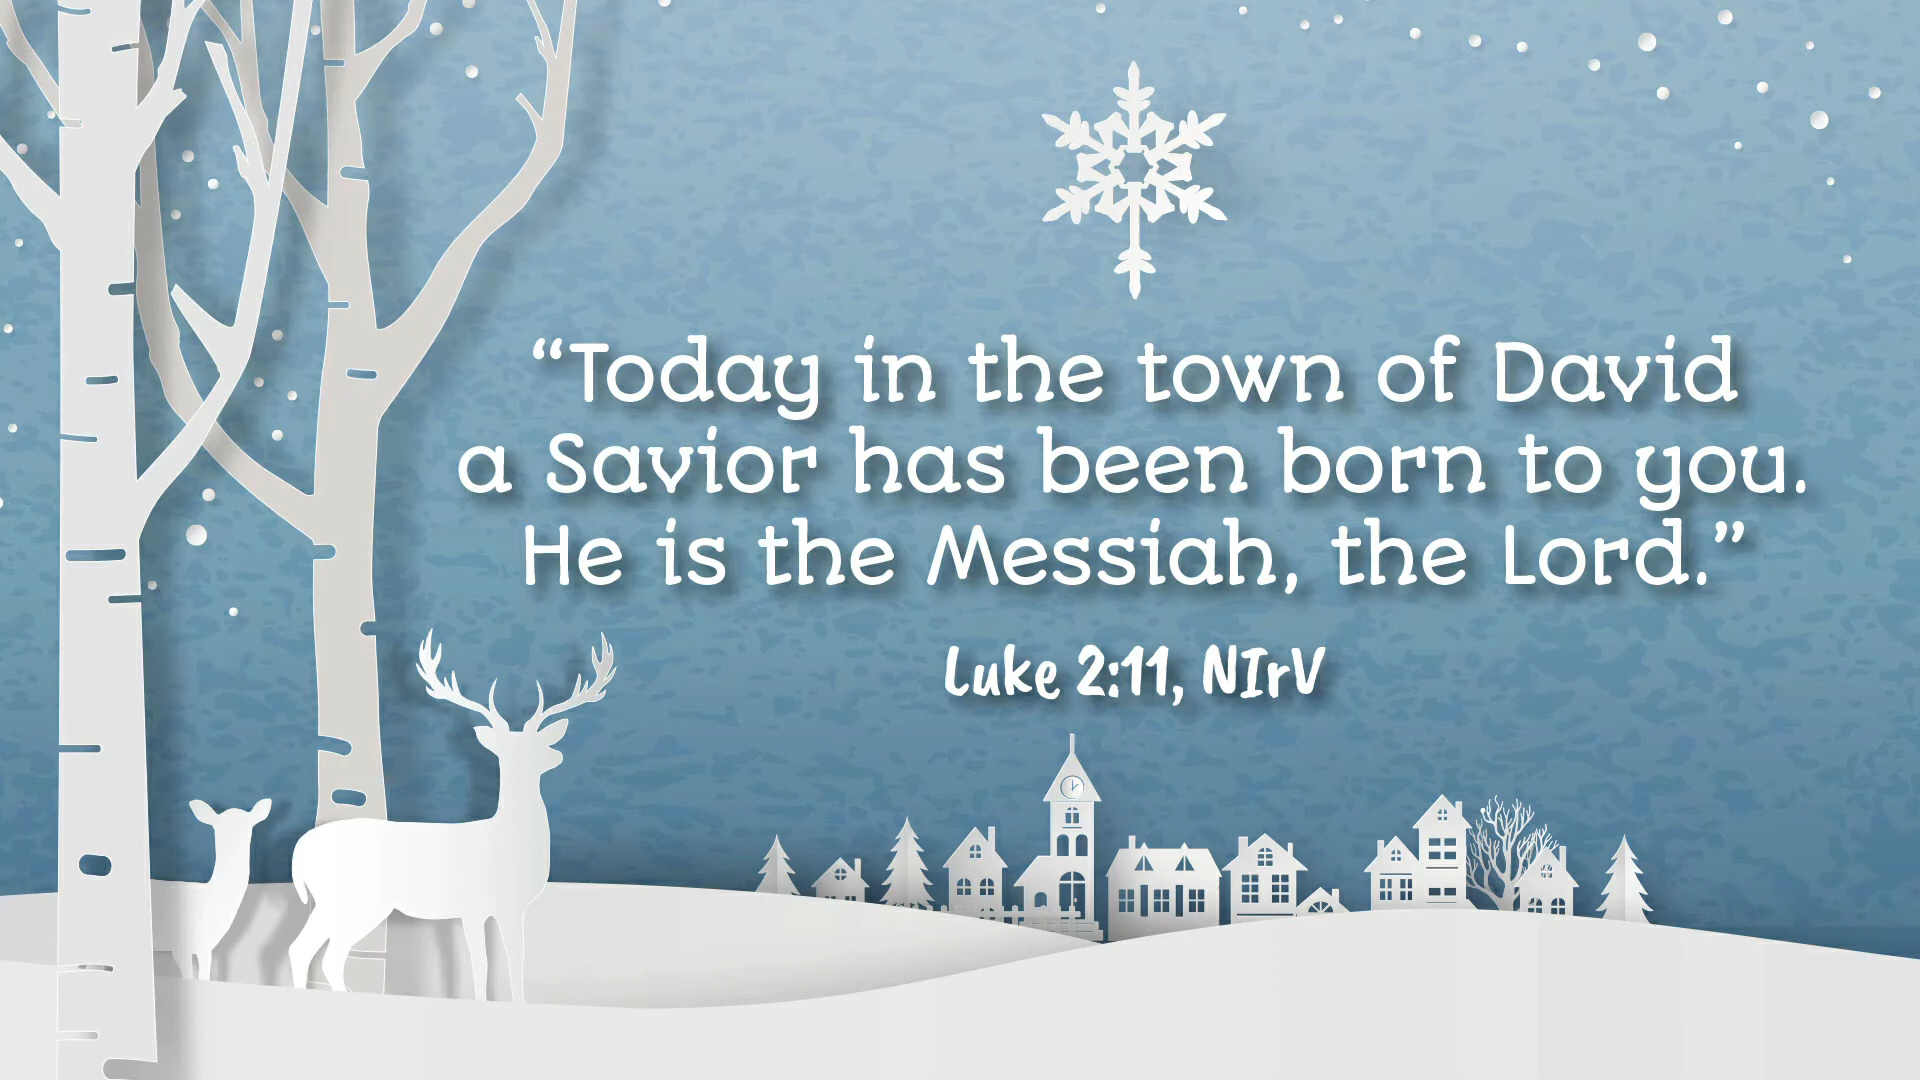 “Today in the town of David
a Savior has been born to you.
He is the Messiah, the Lord.”
Luke 2:11, NIrV